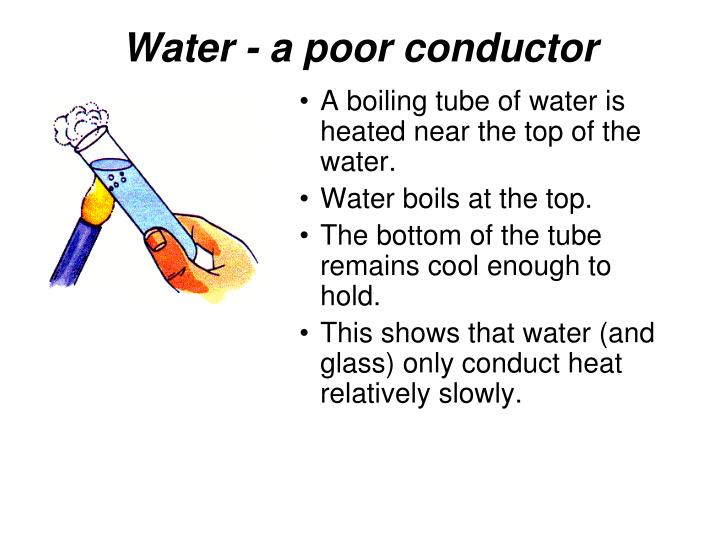 Water - a poor conductor
• A boiling tube of water is
heated near the top of the
water.
• Water boils at the top.
• The bottom of the tube
remains cool enough to
hold.
• This shows that water (and
glass) only conduct heat
relatively slowly.